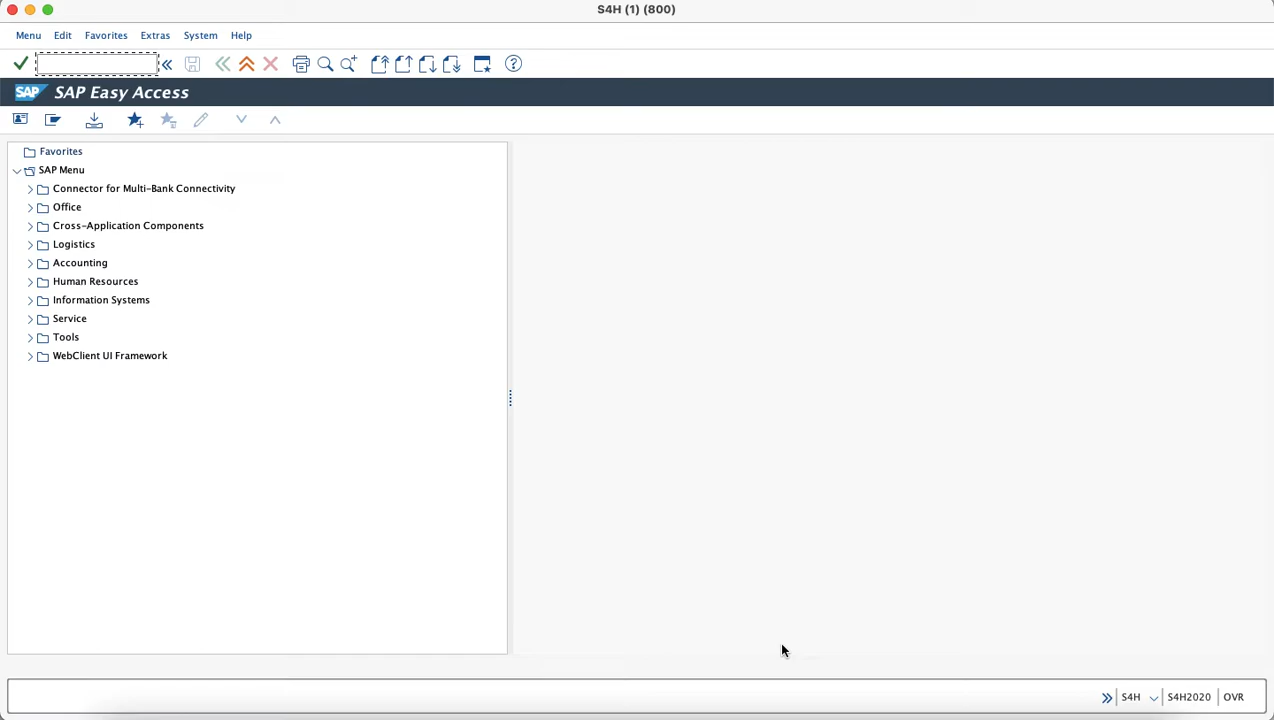 S4H (1) (800)
Menu Edit Favorites Extras System Help
SAP SAP Easy Access
Favorites
SAP Menu
Connector for Multi-Bank Connectivity
Office
Cross-Application Components
Logistics
Accounting
Human Resources
Information Systems
Service
Tools
WebClient UI Framework
S4H S4H2020 OVR